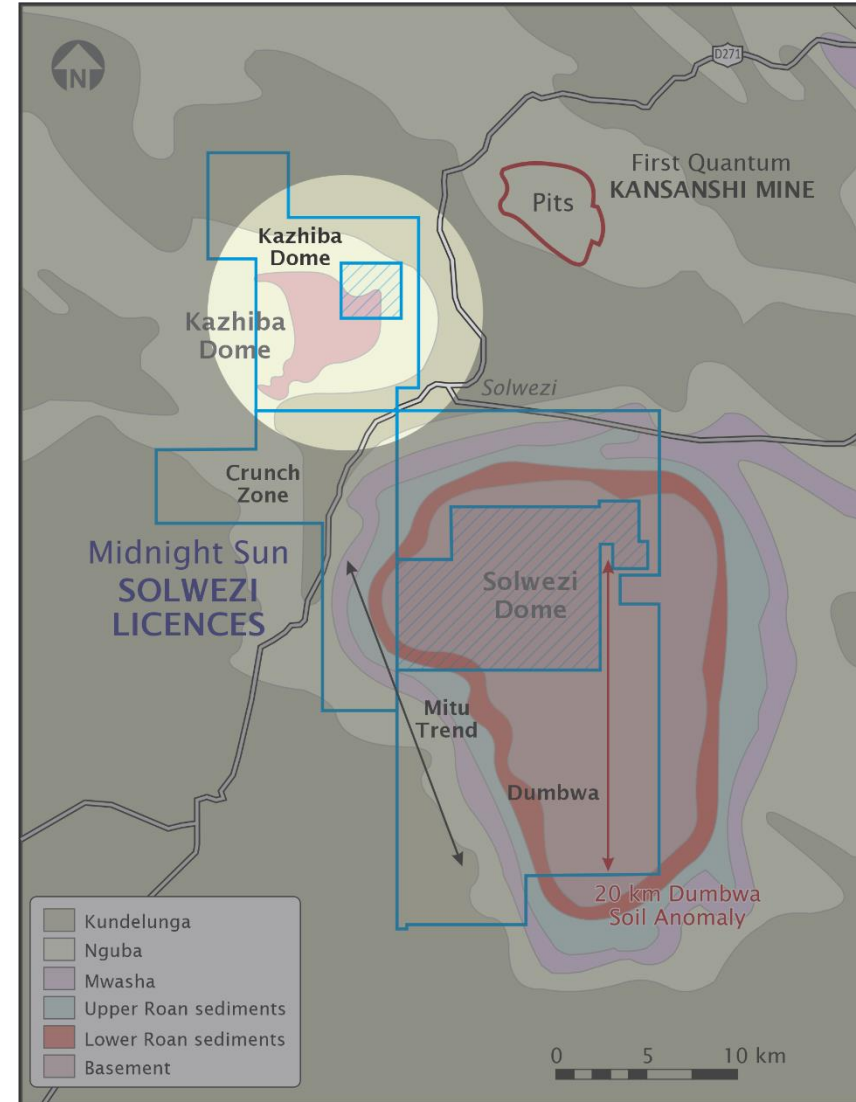 N
D271
First Quantum
KANSANSHI MINE
Pits
Kazhiba
Dome
Kazhiba
Dome
Solwezi
Crunch
Zone
Midnight Sun
SOLWEZI
LICENCES
Solwezi
Dome
Mitu
Trend
Dumbwa
20 km Dumbwa
Soil Anomaly
Kundelunga
Nguba
Mwasha
Upper Roan sediments
Lower Roan sediments
Basement
0 5 10 km